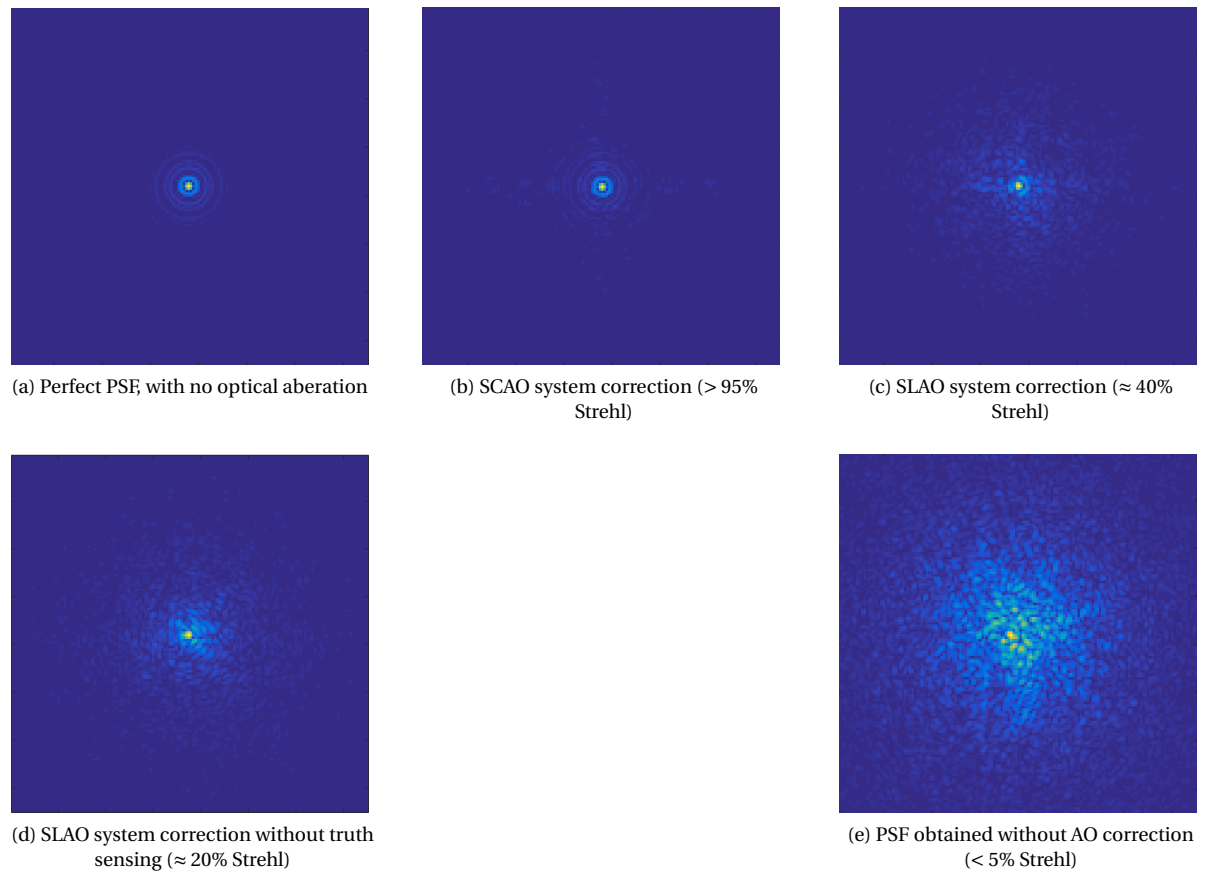 (a) Perfect PSF, with no optical aberration
(b) SCAO system correction (> 95%
Strehl)
(c) SLAO system correction (≈ 40%
Strehl)
(d) SLAO system correction without truth
sensing (≈ 20% Strehl)
(e) PSF obtained without AO correction
(< 5% Strehl)